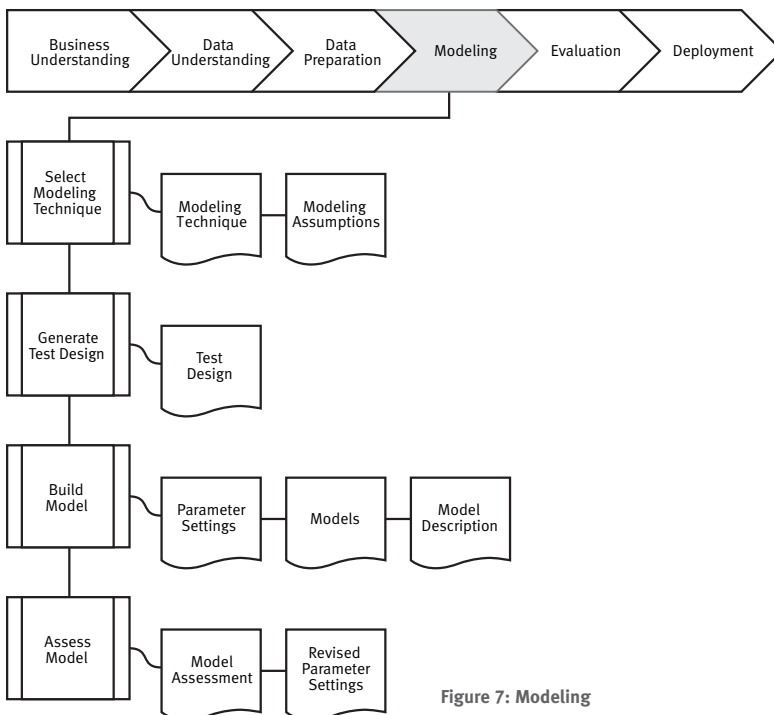 Business
Understanding
Data
Understanding
Data
Preparation
Modeling
Evaluation
Deployment
Select
Modeling
Technique
Modeling
Technique
Modeling
Assumptions
Generate
Test Design
Test
Design
Build
Model
Parameter
Settings
Models
Model
Description
Assess
Model
Model
Assessment
Revised
Parameter
Settings
Figure 7: Modeling